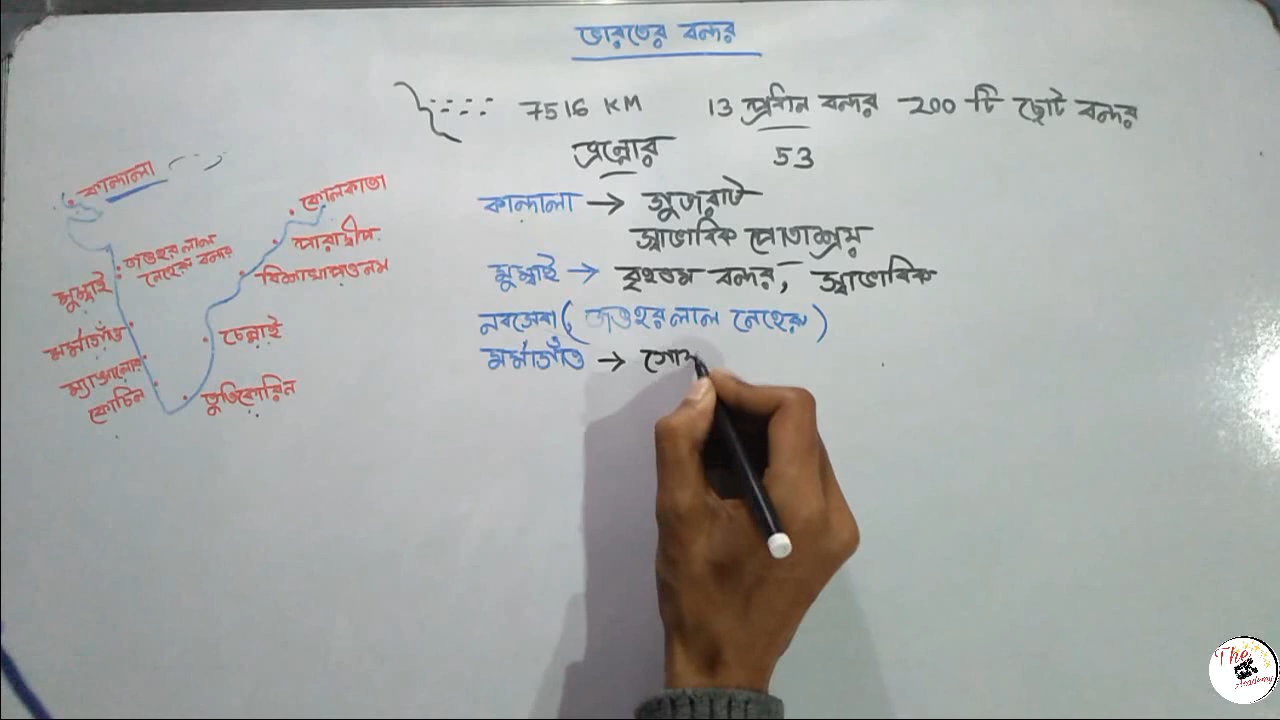 ভারতের বন্দর
7516 KM 13 প্রধান বন্দর 200 টি ছোট বন্দর
53
কান্দালা → গুজরাট
স্বাভাবিক পোতাশ্রয়
মুম্বাই → বৃহত্তম বন্দর, স্বাভাবিক
নবসেবা (জওহরলাল নেহেরু)
মর্মাগাঁও → গোয়
কান্দালা
জওহরলাল
নেহেরু বন্দর
মুম্বাই
মর্মাগাঁও
ম্যাঙ্গালোর
কোচিন
কোলকাতা
পারাদ্বীপ
বিশাখাপত্তনম
চেন্নাই
তুতিকোরিন
The
GK
Academy